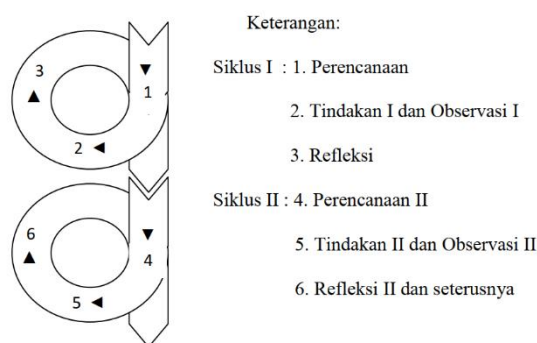 Keterangan:
Siklus I : 1. Perencanaan
2. Tindakan I dan Observasi I
3. Refleksi
Siklus II : 4. Perencanaan II
5. Tindakan II dan Observasi II
6. Refleksi II dan seterusnya
3
1
2
6
4
5